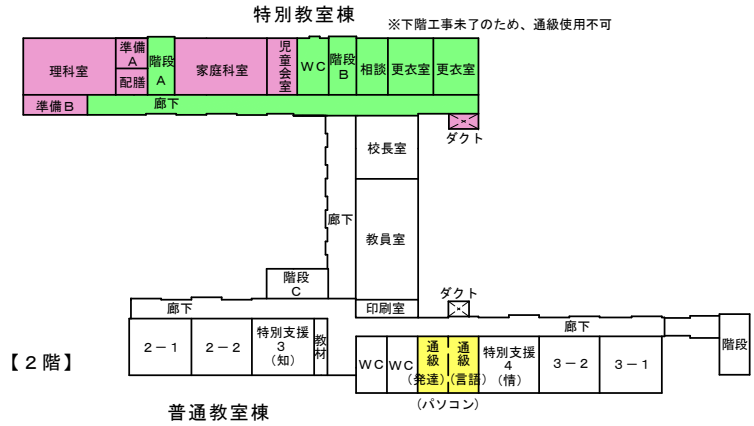 特別教室棟
※下階工事未了のため、通級使用不可
理科室
準備
A
配膳
階段
A
家庭科室
児童会室
WC
階段
B
相談
更衣室
更衣室
準備B
廊下
ダクト
校長室
廊下
教員室
階段
C
印刷室
ダクト
廊下
廊下
2-1
2-2
特別支援
3
(知)
教材
WC
WC
通級
(発達)
通級
(言語)
特別支援
4
(情)
3-2
3-1
階段
【2階】
(パソコン)
普通教室棟